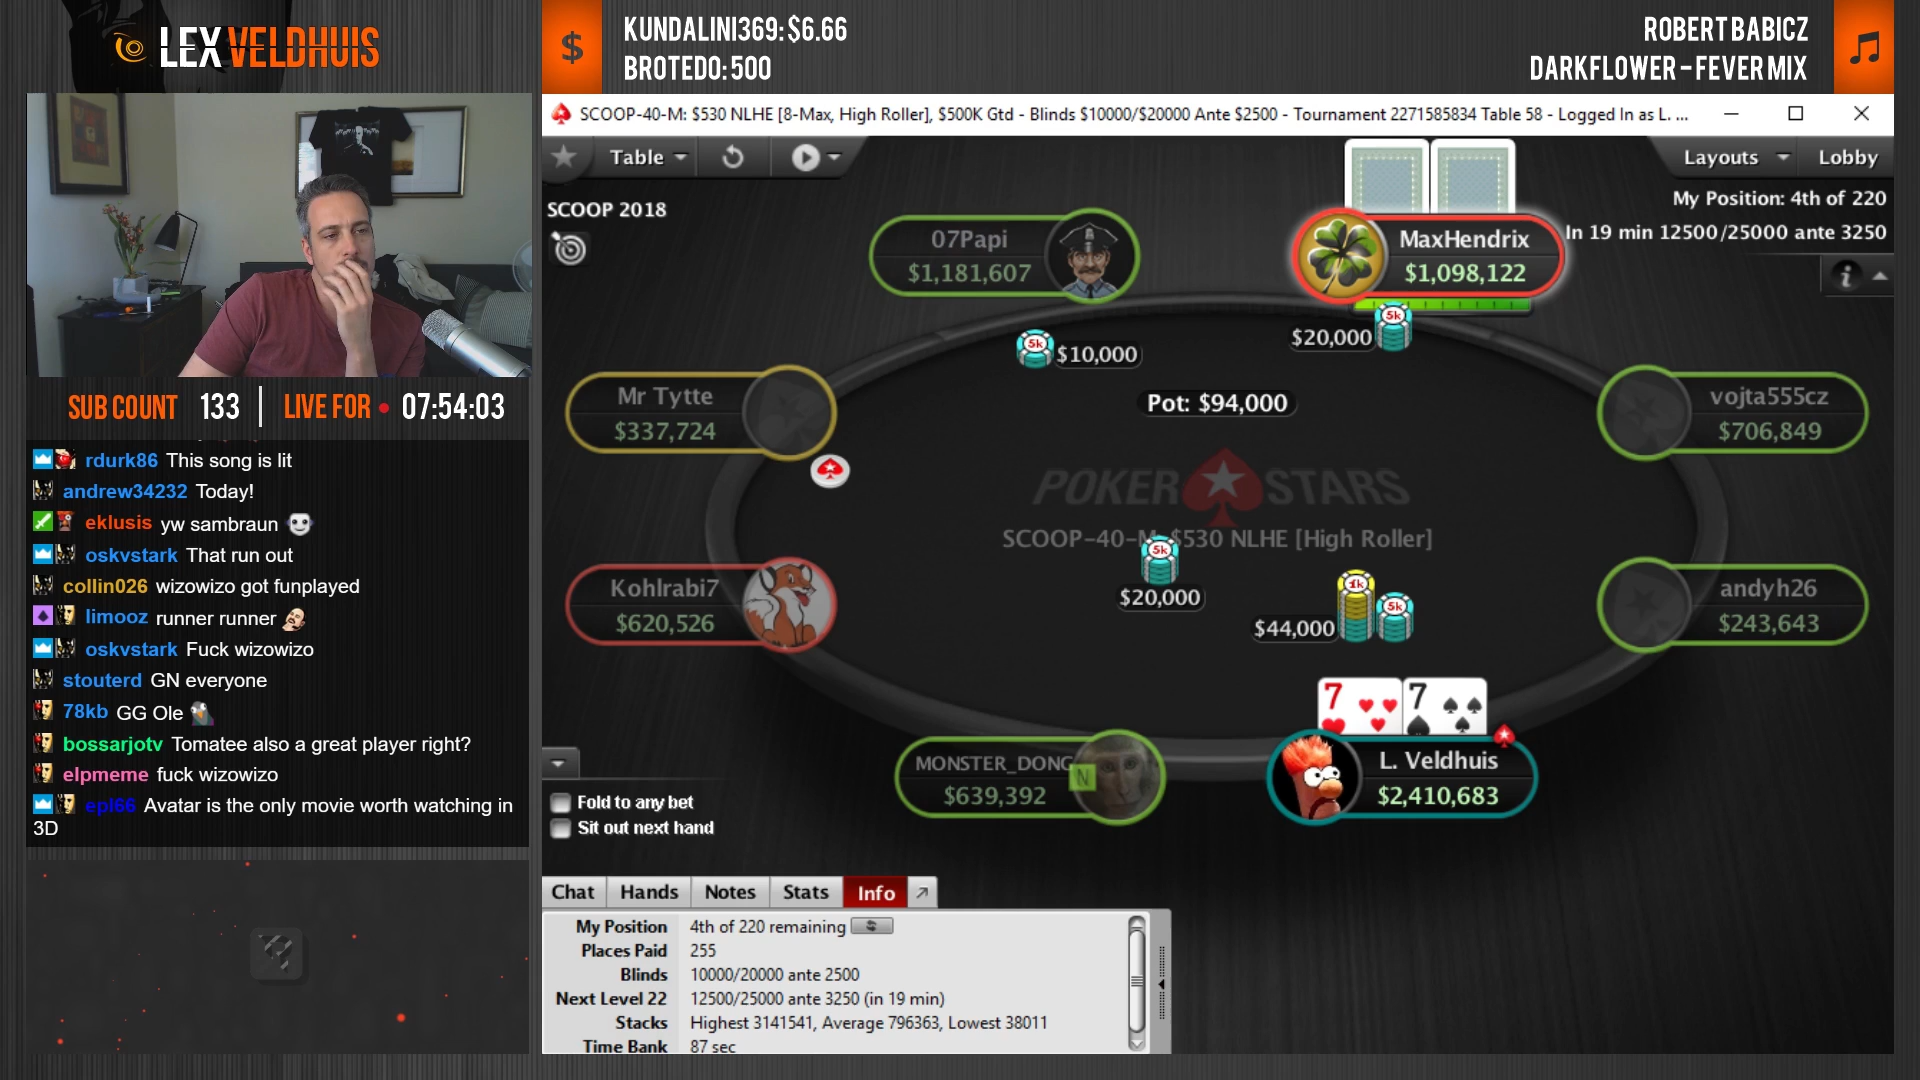 LEX VELDHUIS
$
KUNDALINI369: $6.66
BROTEDO: 500
ROBERT BABICZ
DARKFLOWER - FEVER MIX
SUB COUNT 133 | LIVE FOR 07:54:03
rdurk86 This song is lit
andrew34232 Today!
eklusis yw sambraun
oskvstark That run out
collin026 wizowizo got funplayed
limooz runner runner
oskvstark Fuck wizowizo
stouterd GN everyone
78kb GG Ole
bossarjotv Tomatee also a great player right?
elpmeme fuck wizowizo
epl66 Avatar is the only movie worth watching in
3D
SCOOP-40-M: $530 NLHE [8-Max, High Roller], $500K Gtd - Blinds $10000/$20000 Ante $2500 - Tournament 2271585834 Table 58 - Logged In as L. ...
Table
Layouts
Lobby
SCOOP 2018
My Position: 4th of 220
In 19 min 12500/25000 ante 3250
07Papi
$1,181,607
MaxHendrix
$1,098,122
5k
$10,000
$20,000
5k
Mr Tytte
$337,724
Pot: $94,000
vojta555cz
$706,849
POKER STARS
SCOOP-40-M: $530 NLHE [High Roller]
5k
$20,000
$44,000
1k
5k
Kohlrabi7
$620,526
andyh26
$243,643
7
7
MONSTER_DONG
N
$639,392
L. Veldhuis
$2,410,683
Fold to any bet
Sit out next hand
Chat
Hands
Notes
Stats
Info
My Position 4th of 220 remaining
Places Paid 255
Blinds 10000/20000 ante 2500
Next Level 22 12500/25000 ante 3250 (in 19 min)
Stacks Highest 3141541, Average 796363, Lowest 38011
Time Bank 87 sec